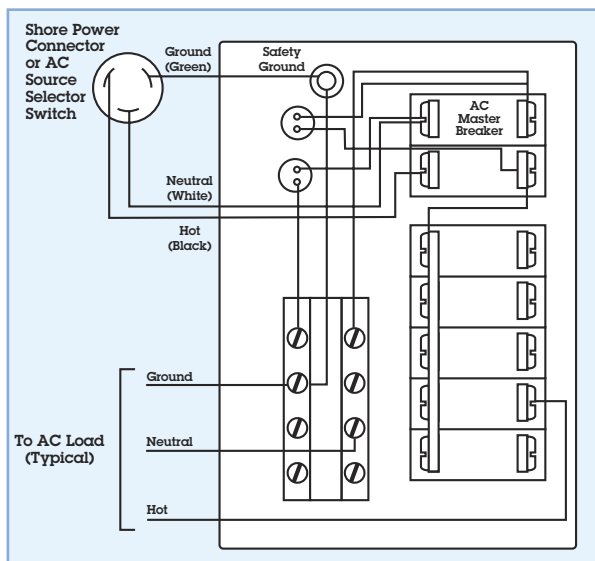 Shore Power
Connector
or AC
Source
Selector
Switch
Ground
(Green)
Safety
Ground
AC
Master
Breaker
Neutral
(White)
Hot
(Black)
Ground
To AC Load
(Typical)
Neutral
Hot